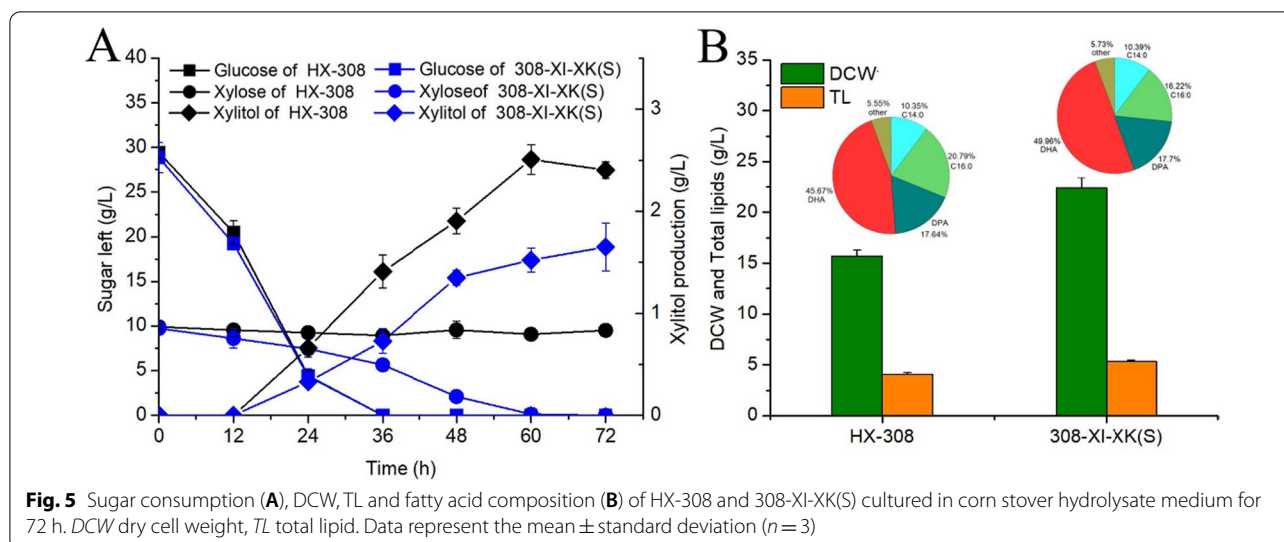 A
Glucose of HX-308
Xylose of HX-308
Xylitol of HX-308
Glucose of 308-XI-XK(S)
Xyloseof 308-XI-XK(S)
Xylitol of 308-XI-XK(S)
40
35
30
25
20
15
10
5
0
Sugar left (g/L)
3
2
1
0
Xylitol production (g/L)
0 12 24 36 48 60 72
Time (h)
B
DCW
TL
35
30
25
20
15
10
5
0
DCW and Total lipids (g/L)
5.55%
other
10.35%
C14:0
20.79%
C16:0
DPA
17.64%
45.67%
DHA
5.73%
other
10.39%
C14:0
16.22%
C16:0
17.7%
DPA
49.96%
DHA
HX-308 308-XI-XK(S)
Fig. 5 Sugar consumption (A), DCW, TL and fatty acid composition (B) of HX-308 and 308-XI-XK(S) cultured in corn stover hydrolysate medium for
72 h. DCW dry cell weight, TL total lipid. Data represent the mean ± standard deviation (n = 3)